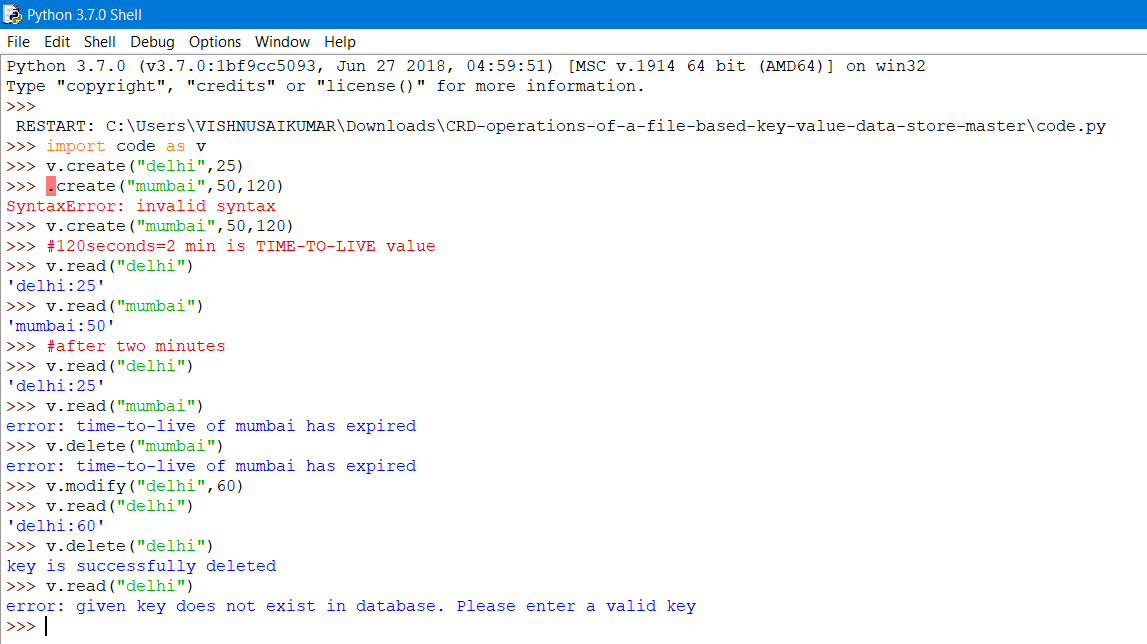 Python 3.7.0 Shell
File Edit Shell Debug Options Window Help
Python 3.7.0 (v3.7.0:1bf9cc5093, Jun 27 2018, 04:59:51) [MSC v.1914 64 bit (AMD64)] on win32
Type "copyright", "credits" or "license()" for more information.
>>>
 RESTART: C:\Users\VISHNUSAIKUMAR\Downloads\CRD-operations-of-a-file-based-key-value-data-store-master\code.py
>>> import code as v
>>> v.create("delhi",25)
>>> .create("mumbai",50,120)
SyntaxError: invalid syntax
>>> v.create("mumbai",50,120)
>>> #120seconds=2 min is TIME-TO-LIVE value
>>> v.read("delhi")
'delhi:25'
>>> v.read("mumbai")
'mumbai:50'
>>> #after two minutes
>>> v.read("delhi")
'delhi:25'
>>> v.read("mumbai")
error: time-to-live of mumbai has expired
>>> v.delete("mumbai")
error: time-to-live of mumbai has expired
>>> v.modify("delhi",60)
>>> v.read("delhi")
'delhi:60'
>>> v.delete("delhi")
key is successfully deleted
>>> v.read("delhi")
error: given key does not exist in database. Please enter a valid key
>>>